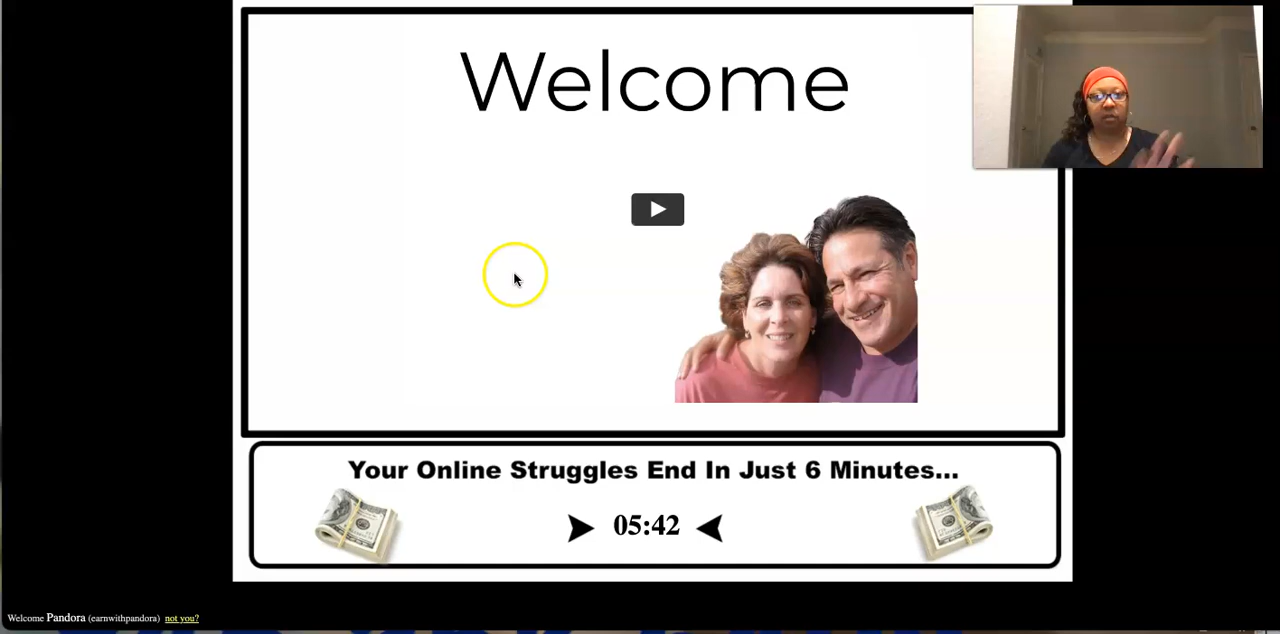 Welcome
Your Online Struggles End In Just 6 Minutes...
05:42
Welcome Pandora (earnwithpandora) not you?